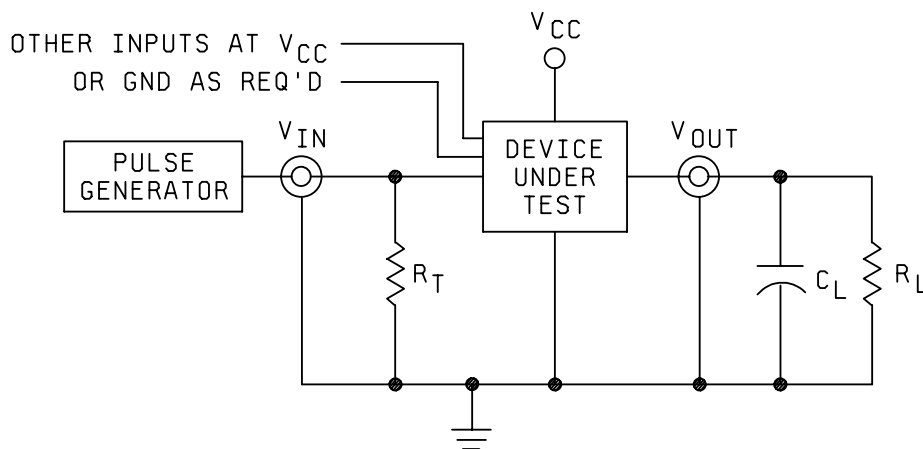 OTHER INPUTS AT VCC
OR GND AS REQ'D
VCC
PULSE
GENERATOR
VIN
DEVICE
UNDER
TEST
VOUT
RT
CL
RL